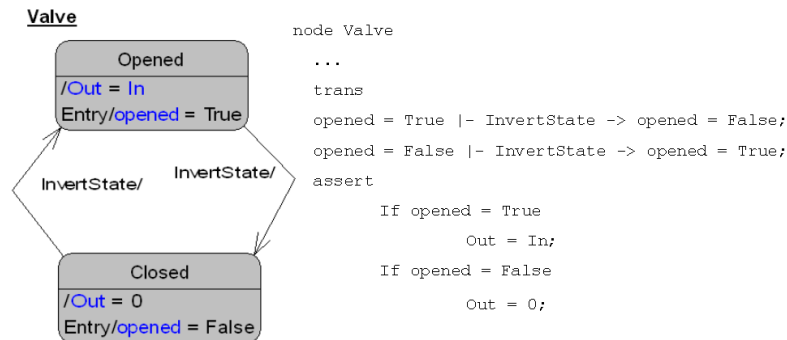 Valve
Opened
/Out = In
Entry/opened = True
InvertState/
InvertState/
Closed
/Out = 0
Entry/opened = False
node Valve
...
trans
opened = True |- InvertState -> opened = False;
opened = False |- InvertState -> opened = True;
assert
If opened = True
Out = In;
If opened = False
Out = 0;